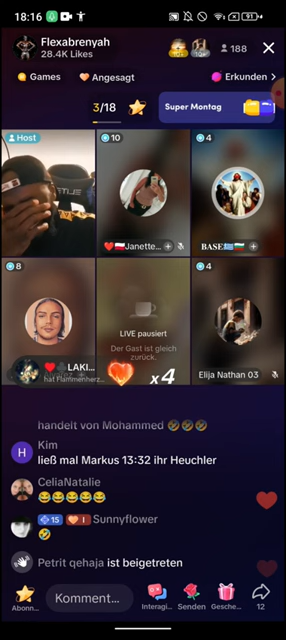 18:16
91
Flexabrenyah
28.4K Likes
188
Games
Angesagt
Erkunden >
3/18
Super Montag
Host
10
4
❤️🇵🇱Janette...
BASE🇬🇷🇧🇬
8
4
LIVE pausiert
Der Gast ist gleich
zurück.
❤️♣️LAKI...
hat Flammenherz...
x4
Elija Nathan 03
handelt von Mohammed 🤣🤣🤣
H
Kim
ließ mal Markus 13:32 ihr Heuchler
CeliaNatalie
😂😂😂😂😂
15
I
Sunnyflower
🤣
Petrit qehaja ist beigetreten
Abonn...
Komment...
Interagi...
Senden
Gesche...
12